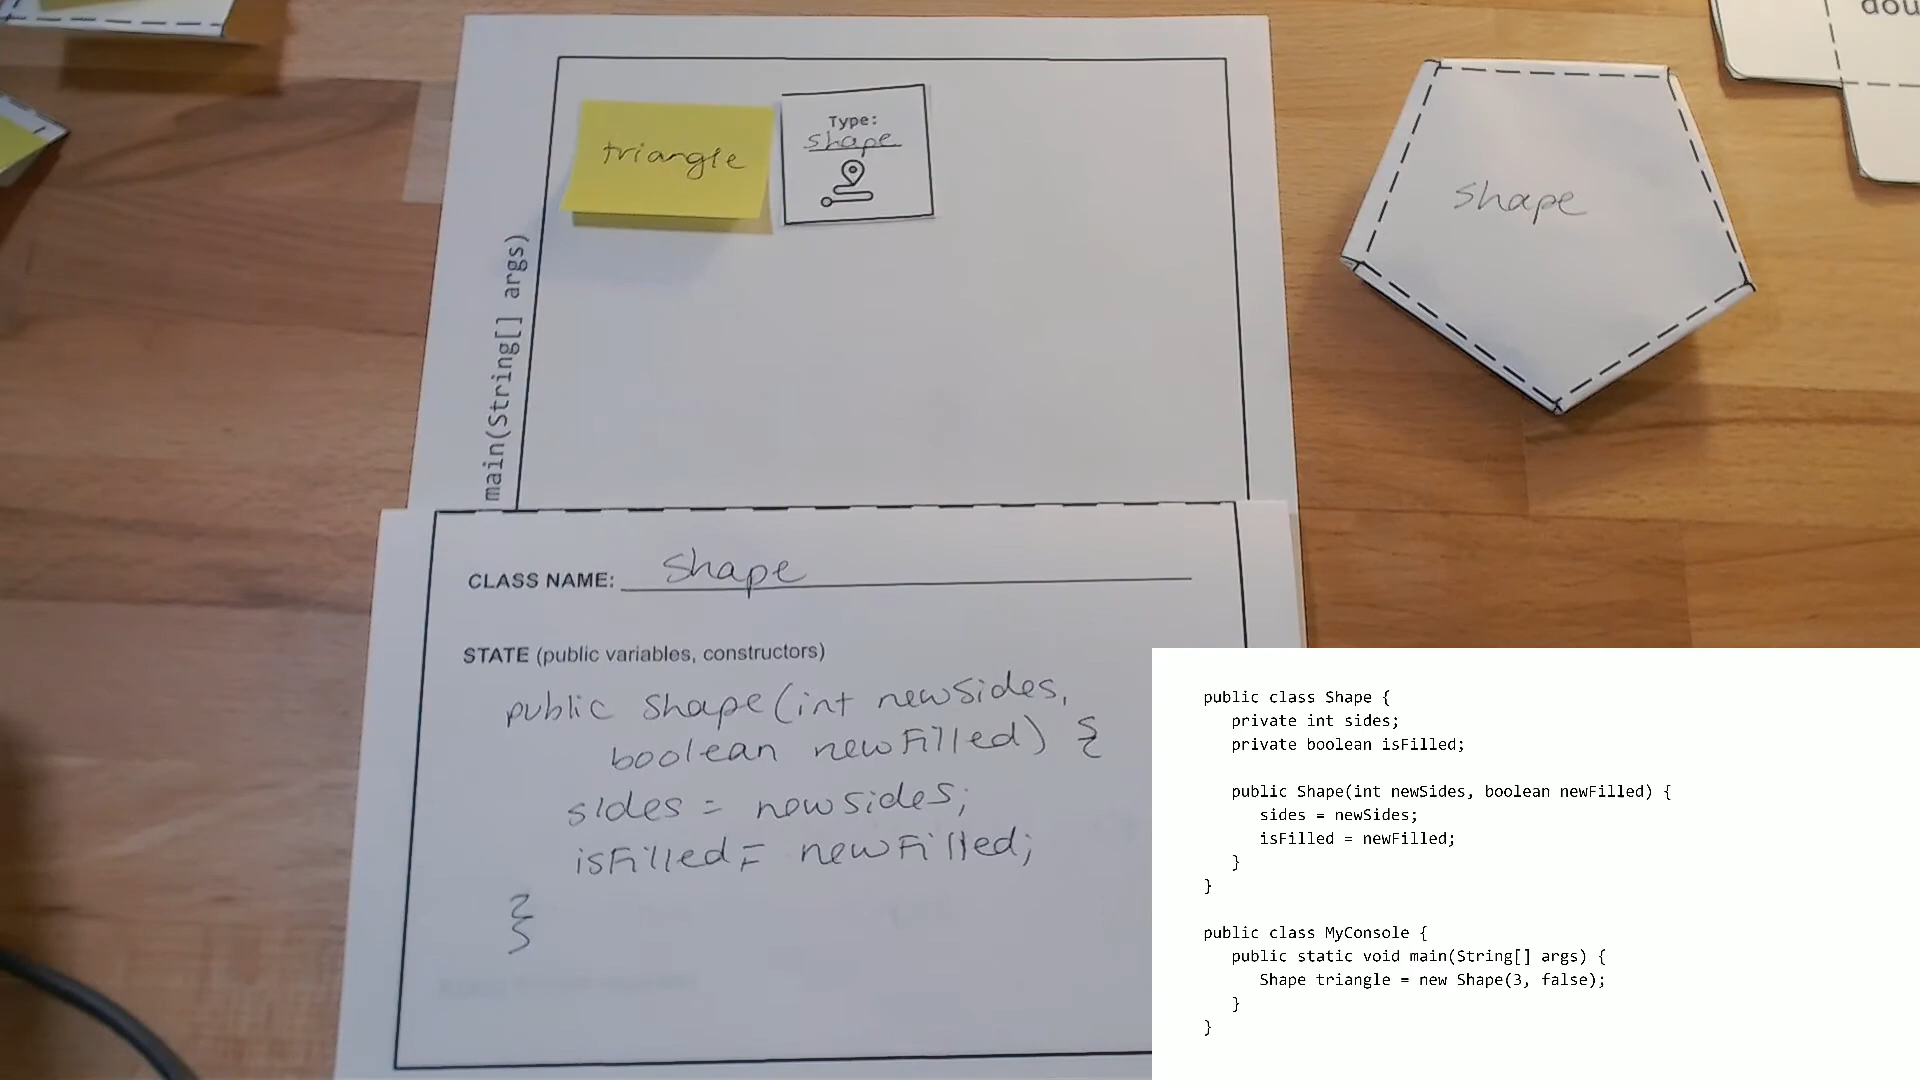 dou
triangle
Type:
shape
shape
main(String[] args)
CLASS NAME: Shape
STATE (public variables, constructors)
public Shape(int newSides,
boolean newFilled) {
sides = newSides;
isFilled = newFilled;
}
public class Shape {
private int sides;
private boolean isFilled;
public Shape(int newSides, boolean newFilled) {
sides = newSides;
isFilled = newFilled;
}
}
public class MyConsole {
public static void main(String[] args) {
Shape triangle = new Shape(3, false);
}
}